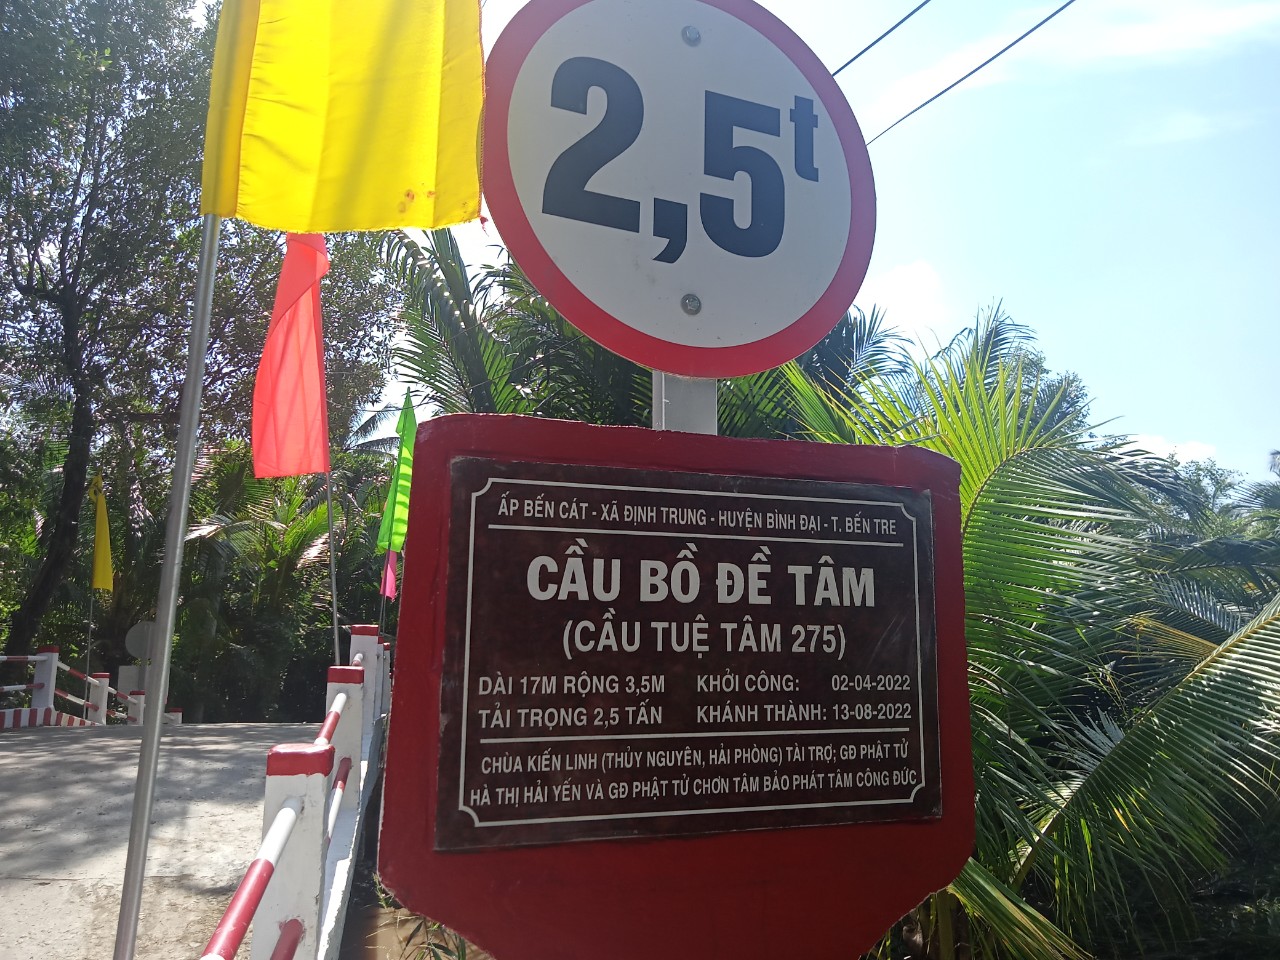 2,5t
ẤP BẾN CÁT - XÃ ĐỊNH TRUNG - HUYỆN BÌNH ĐẠI - T. BẾN TRE
CẦU BỒ ĐỀ TÂM
(CẦU TUỆ TÂM 275)
DÀI 17M RỘNG 3,5M KHỞI CÔNG: 02-04-2022
TẢI TRỌNG 2,5 TẤN KHÁNH THÀNH: 13-08-2022
CHÙA KIẾN LINH (THỦY NGUYÊN, HẢI PHÒNG) TÀI TRỢ; GĐ PHẬT TỬ
HÀ THỊ HẢI YẾN VÀ GĐ PHẬT TỬ CHƠN TÂM BẢO PHÁT TÂM CÔNG ĐỨC